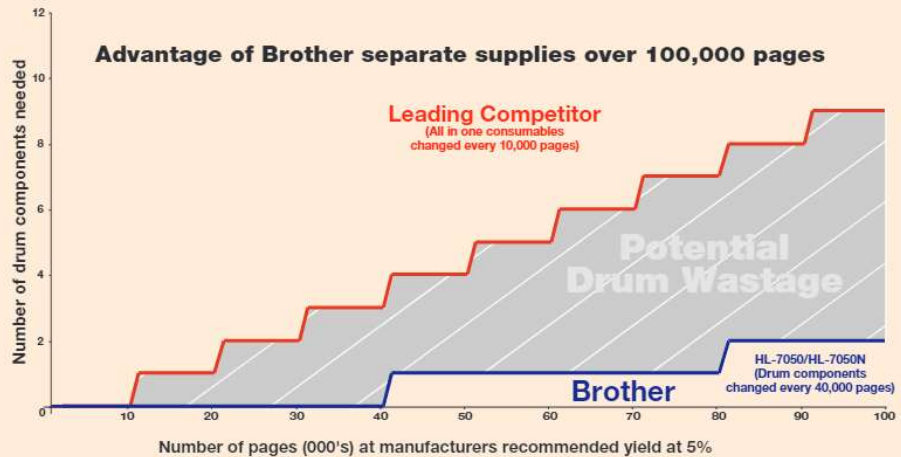 Advantage of Brother separate supplies over 100,000 pages
Number of drum components needed
12
10
8
6
4
2
0
Leading Competitor
(All in one consumables
changed every 10,000 pages)
Potential
Drum Wastage
HL-7050/HL-7050N
(Drum components
changed every 40,000 pages)
Brother
10 20 30 40 50 60 70 80 90 100
Number of pages (000's) at manufacturers recommended yield at 5%